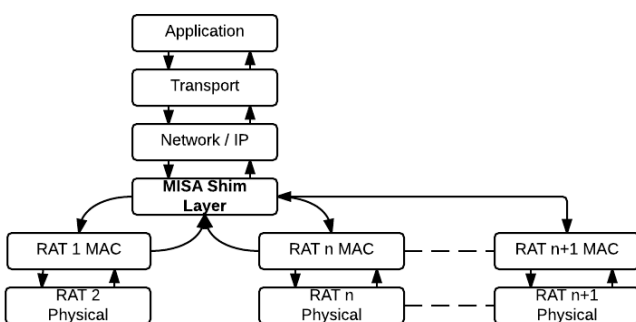 Application
Transport
Network / IP
MISA Shim
Layer
RAT 1 MAC
RAT n MAC
RAT n+1 MAC
RAT 2
Physical
RAT n
Physical
RAT n+1
Physical